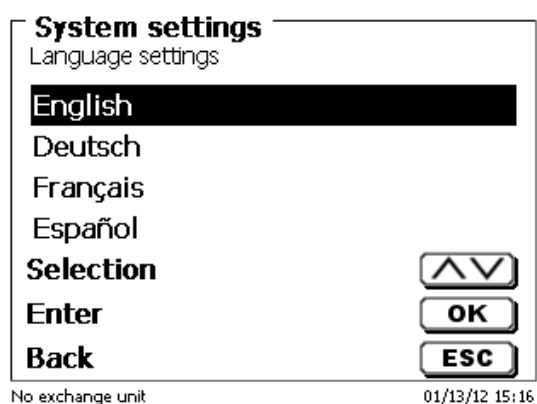 System settings
Language settings
English
Deutsch
Français
Español
Selection
Enter OK
Back ESC
No exchange unit 01/13/12 15:16